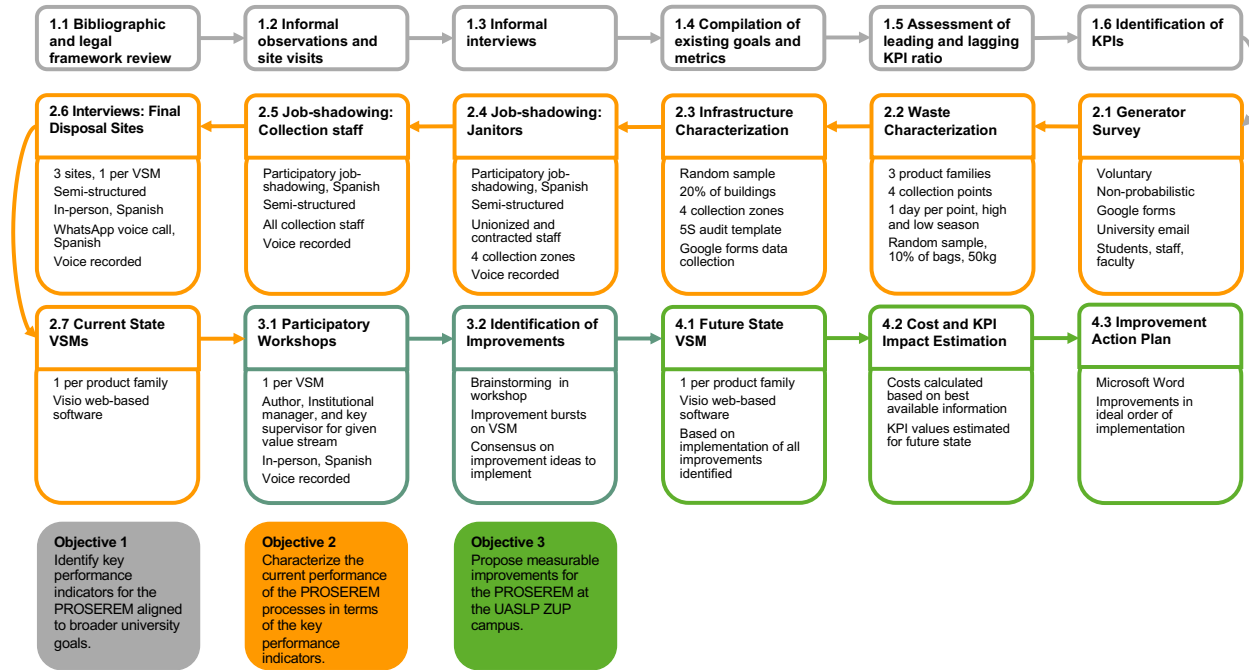 1.1 Bibliographic
and legal
framework review
1.2 Informal
observations and
site visits
1.3 Informal
interviews
1.4 Compilation of
existing goals and
metrics
1.5 Assessment of
leading and lagging
KPI ratio
1.6 Identification of
KPIs
2.6 Interviews: Final
Disposal Sites
3 sites, 1 per VSM
Semi-structured
In-person, Spanish
WhatsApp voice call,
Spanish
Voice recorded
2.5 Job-shadowing:
Collection staff
Participatory job-
shadowing, Spanish
Semi-structured
All collection staff
Voice recorded
2.4 Job-shadowing:
Janitors
Participatory job-
shadowing, Spanish
Semi-structured
Unionized and
contracted staff
4 collection zones
Voice recorded
2.3 Infrastructure
Characterization
Random sample
20% of buildings
4 collection zones
5S audit template
Google forms data
collection
2.2 Waste
Characterization
3 product families
4 collection points
1 day per point, high
and low season
Random sample,
10% of bags, 50kg
2.1 Generator
Survey
Voluntary
Non-probabilistic
Google forms
University email
Students, staff,
faculty
2.7 Current State
VSMs
1 per product family
Visio web-based
software
3.1 Participatory
Workshops
1 per VSM
Author, Institutional
manager, and key
supervisor for given
value stream
In-person, Spanish
Voice recorded
3.2 Identification of
Improvements
Brainstorming in
workshop
Improvement bursts
on VSM
Consensus on
improvement ideas to
implement
4.1 Future State
VSM
1 per product family
Visio web-based
software
Based on
implementation of all
improvements
identified
4.2 Cost and KPI
Impact Estimation
Costs calculated
based on best
available information
KPI values estimated
for future state
4.3 Improvement
Action Plan
Microsoft Word
Improvements in
ideal order of
implementation
Objective 1
Identify key
performance
indicators for the
PROSEREM aligned
to broader university
goals.
Objective 2
Characterize the
current performance
of the PROSEREM
processes in terms of
the key
performance
indicators.
Objective 3
Propose measurable
improvements for
the PROSEREM at
the UASLP ZUP
campus.